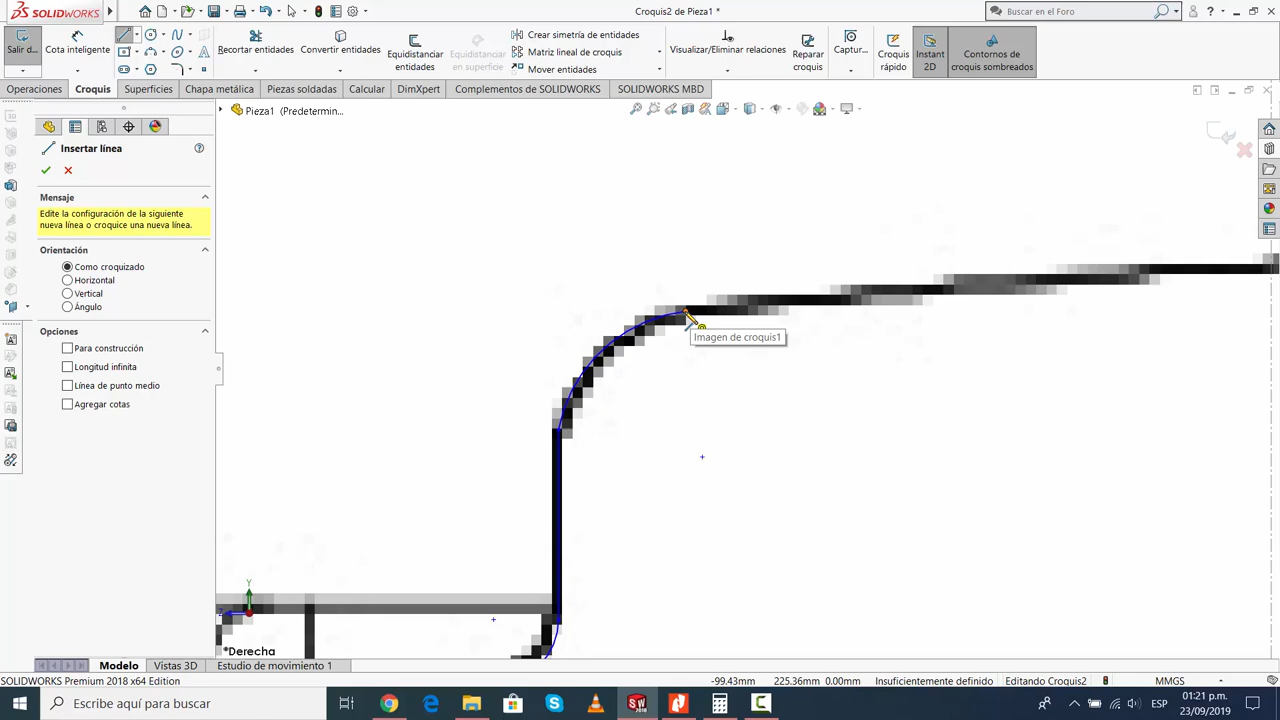 SOLIDWORKS
Croquis2 de Pieza1 *
Buscar en el Foro
Salir d...
Cota inteligente
Recortar entidades
Convertir entidades
Equidistanciar
entidades
Equidistanciar
en superficie
Crear simetría de entidades
Matriz lineal de croquis
Mover entidades
Visualizar/Eliminar relaciones
Reparar
croquis
Captur...
Croquis
rápido
Instant
2D
Contornos de
croquis sombreados
Operaciones
Croquis
Superficies
Chapa metálica
Piezas soldadas
Calcular
DimXpert
Complementos de SOLIDWORKS
SOLIDWORKS MBD
Pieza1 (Predetermin...
Insertar línea
Mensaje
Edite la configuración de la siguiente
nueva línea o croquice una nueva línea.
Orientación
Como croquizado
Horizontal
Vertical
Ángulo
Opciones
Para construcción
Longitud infinita
Línea de punto medio
Agregar cotas
Imagen de croquis1
Y
Z
*Derecha
Modelo
Vistas 3D
Estudio de movimiento 1
SOLIDWORKS Premium 2018 x64 Edition
-99.43mm
225.36mm 0.00mm
Insuficientemente definido
Editando Croquis2
MMGS
Escribe aquí para buscar
ESP
01:21 p.m.
23/09/2019